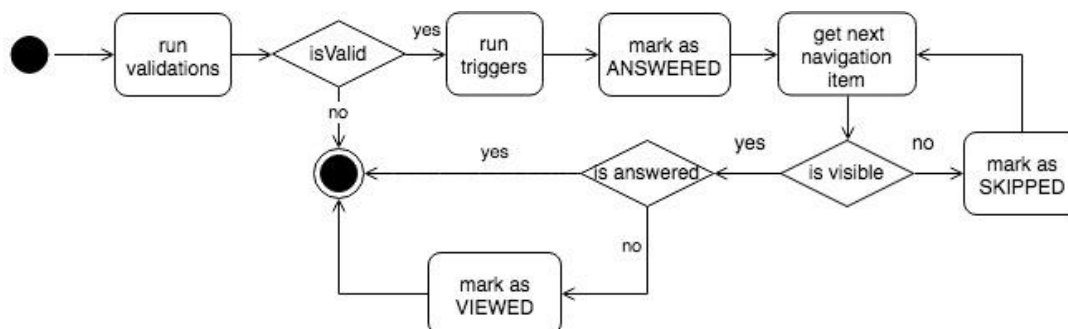 run
validations
isValid
yes
run
triggers
mark as
ANSWERED
get next
navigation
item
no
yes
is answered
yes
is visible
no
mark as
SKIPPED
no
mark as
VIEWED